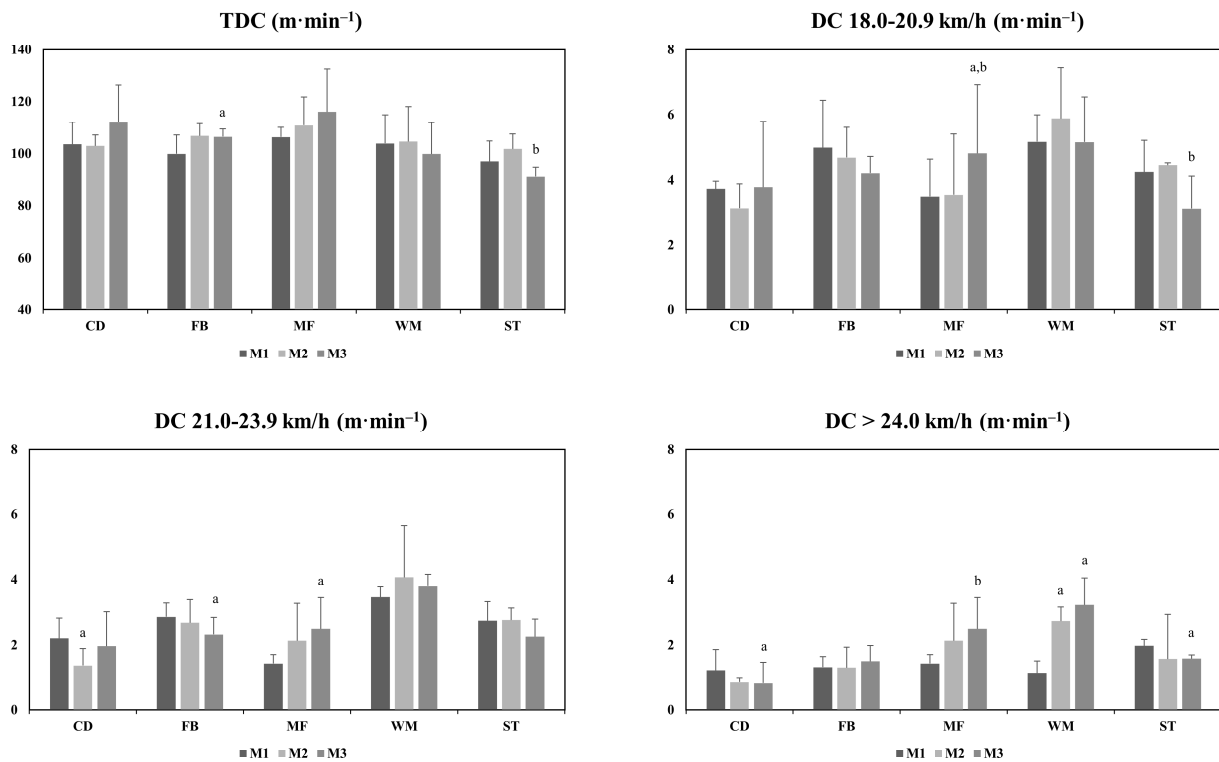 TDC (m·min⁻¹)
140
120
100
80
60
40
a
b
CD FB MF WM ST
M1 M2 M3
DC 18.0-20.9 km/h (m·min⁻¹)
8
6
4
2
0
a,b
b
CD FB MF WM ST
M1 M2 M3
DC 21.0-23.9 km/h (m·min⁻¹)
8
6
4
2
0
a
a
a
CD FB MF WM ST
M1 M2 M3
DC > 24.0 km/h (m·min⁻¹)
8
6
4
2
0
a
b
a
a
a
CD FB MF WM ST
M1 M2 M3